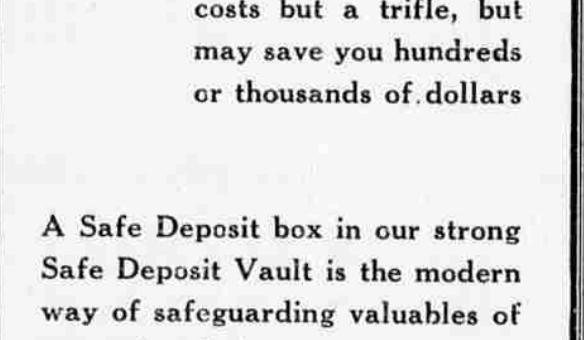 costs but a trifle, but
may save you hundreds
or thousands of dollars
A Safe Deposit box in our strong
Safe Deposit Vault is the modern
way of safeguarding valuables of